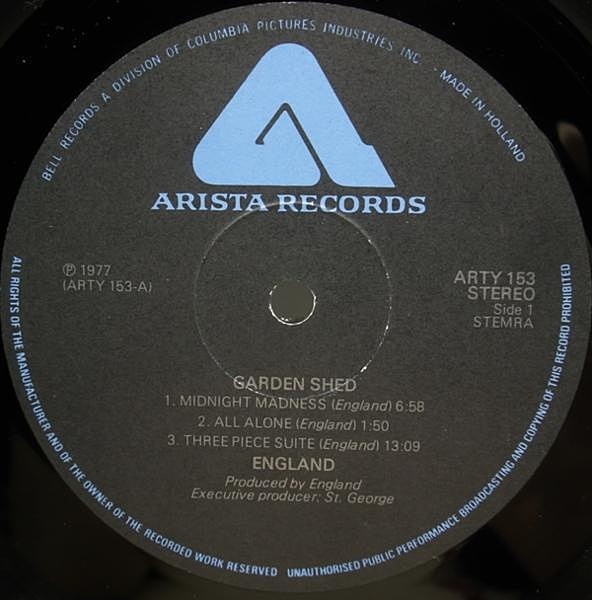 BELL RECORDS A DIVISION OF COLUMBIA PICTURES INDUSTRIES INC. - MADE IN HOLLAND
ARISTA RECORDS
℗ 1977
(ARTY 153-A)
ARTY 153
STEREO
Side 1
STEMRA
GARDEN SHED
1. MIDNIGHT MADNESS (England) 6:58
2. ALL ALONE (England) 1:50
3. THREE PIECE SUITE (England) 13:09
ENGLAND
Produced by England
Executive producer: St. George
ALL RIGHTS OF THE MANUFACTURER AND OF THE OWNER OF THE RECORDED WORK RESERVED UNAUTHORISED PUBLIC PERFORMANCE BROADCASTING AND COPYING OF THIS RECORD PROHIBITED